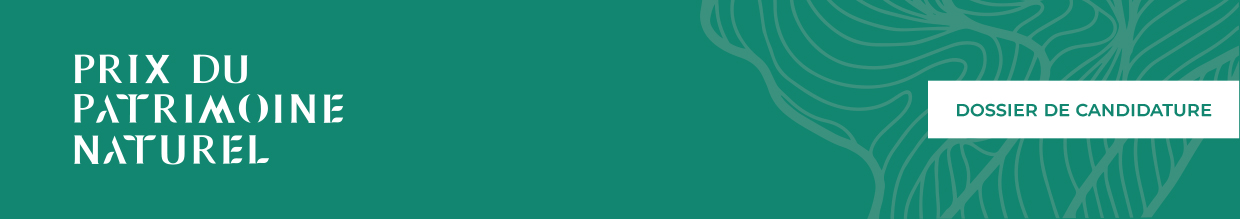 PRIX DU
PATRIMOINE
NATUREL
DOSSIER DE CANDIDATURE